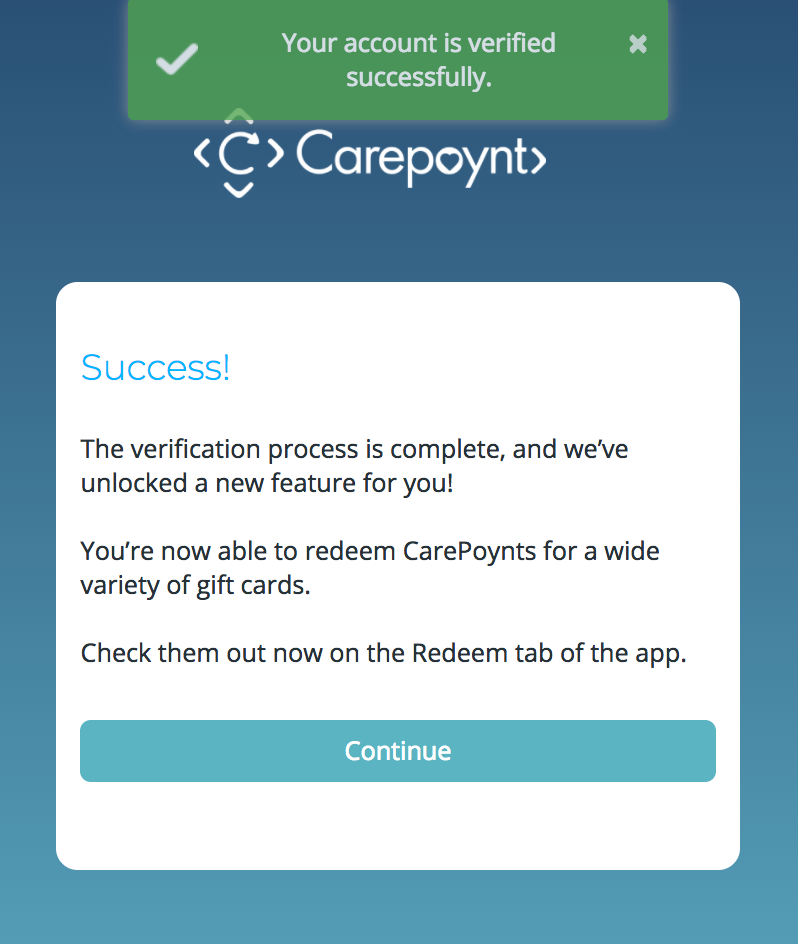 Your account is verified
successfully.
Carepoynt
Success!
The verification process is complete, and we’ve
unlocked a new feature for you!
You’re now able to redeem CarePoynts for a wide
variety of gift cards.
Check them out now on the Redeem tab of the app.
Continue